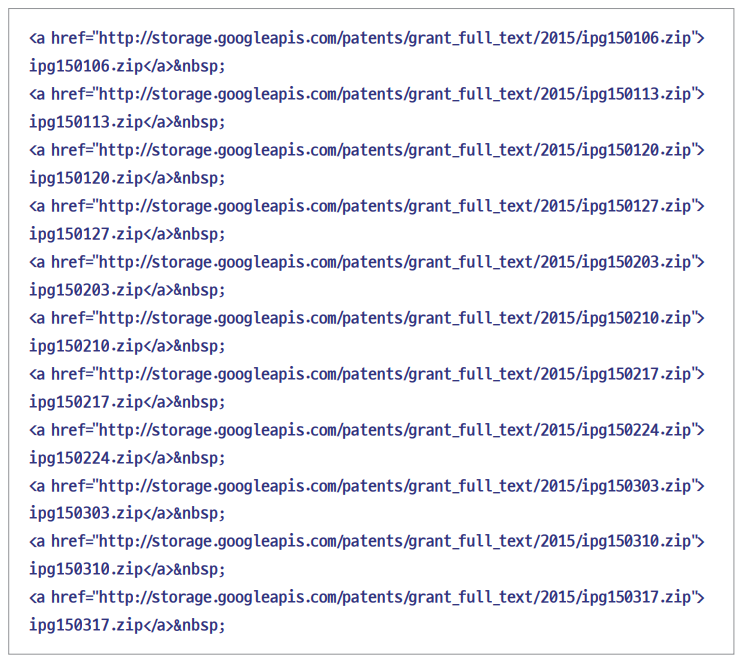 <a href="http://storage.googleapis.com/patents/grant_full_text/2015/ipg150106.zip">
ipg150106.zip</a>&nbsp;
<a href="http://storage.googleapis.com/patents/grant_full_text/2015/ipg150113.zip">
ipg150113.zip</a>&nbsp;
<a href="http://storage.googleapis.com/patents/grant_full_text/2015/ipg150120.zip">
ipg150120.zip</a>&nbsp;
<a href="http://storage.googleapis.com/patents/grant_full_text/2015/ipg150127.zip">
ipg150127.zip</a>&nbsp;
<a href="http://storage.googleapis.com/patents/grant_full_text/2015/ipg150203.zip">
ipg150203.zip</a>&nbsp;
<a href="http://storage.googleapis.com/patents/grant_full_text/2015/ipg150210.zip">
ipg150210.zip</a>&nbsp;
<a href="http://storage.googleapis.com/patents/grant_full_text/2015/ipg150217.zip">
ipg150217.zip</a>&nbsp;
<a href="http://storage.googleapis.com/patents/grant_full_text/2015/ipg150224.zip">
ipg150224.zip</a>&nbsp;
<a href="http://storage.googleapis.com/patents/grant_full_text/2015/ipg150303.zip">
ipg150303.zip</a>&nbsp;
<a href="http://storage.googleapis.com/patents/grant_full_text/2015/ipg150310.zip">
ipg150310.zip</a>&nbsp;
<a href="http://storage.googleapis.com/patents/grant_full_text/2015/ipg150317.zip">
ipg150317.zip</a>&nbsp;